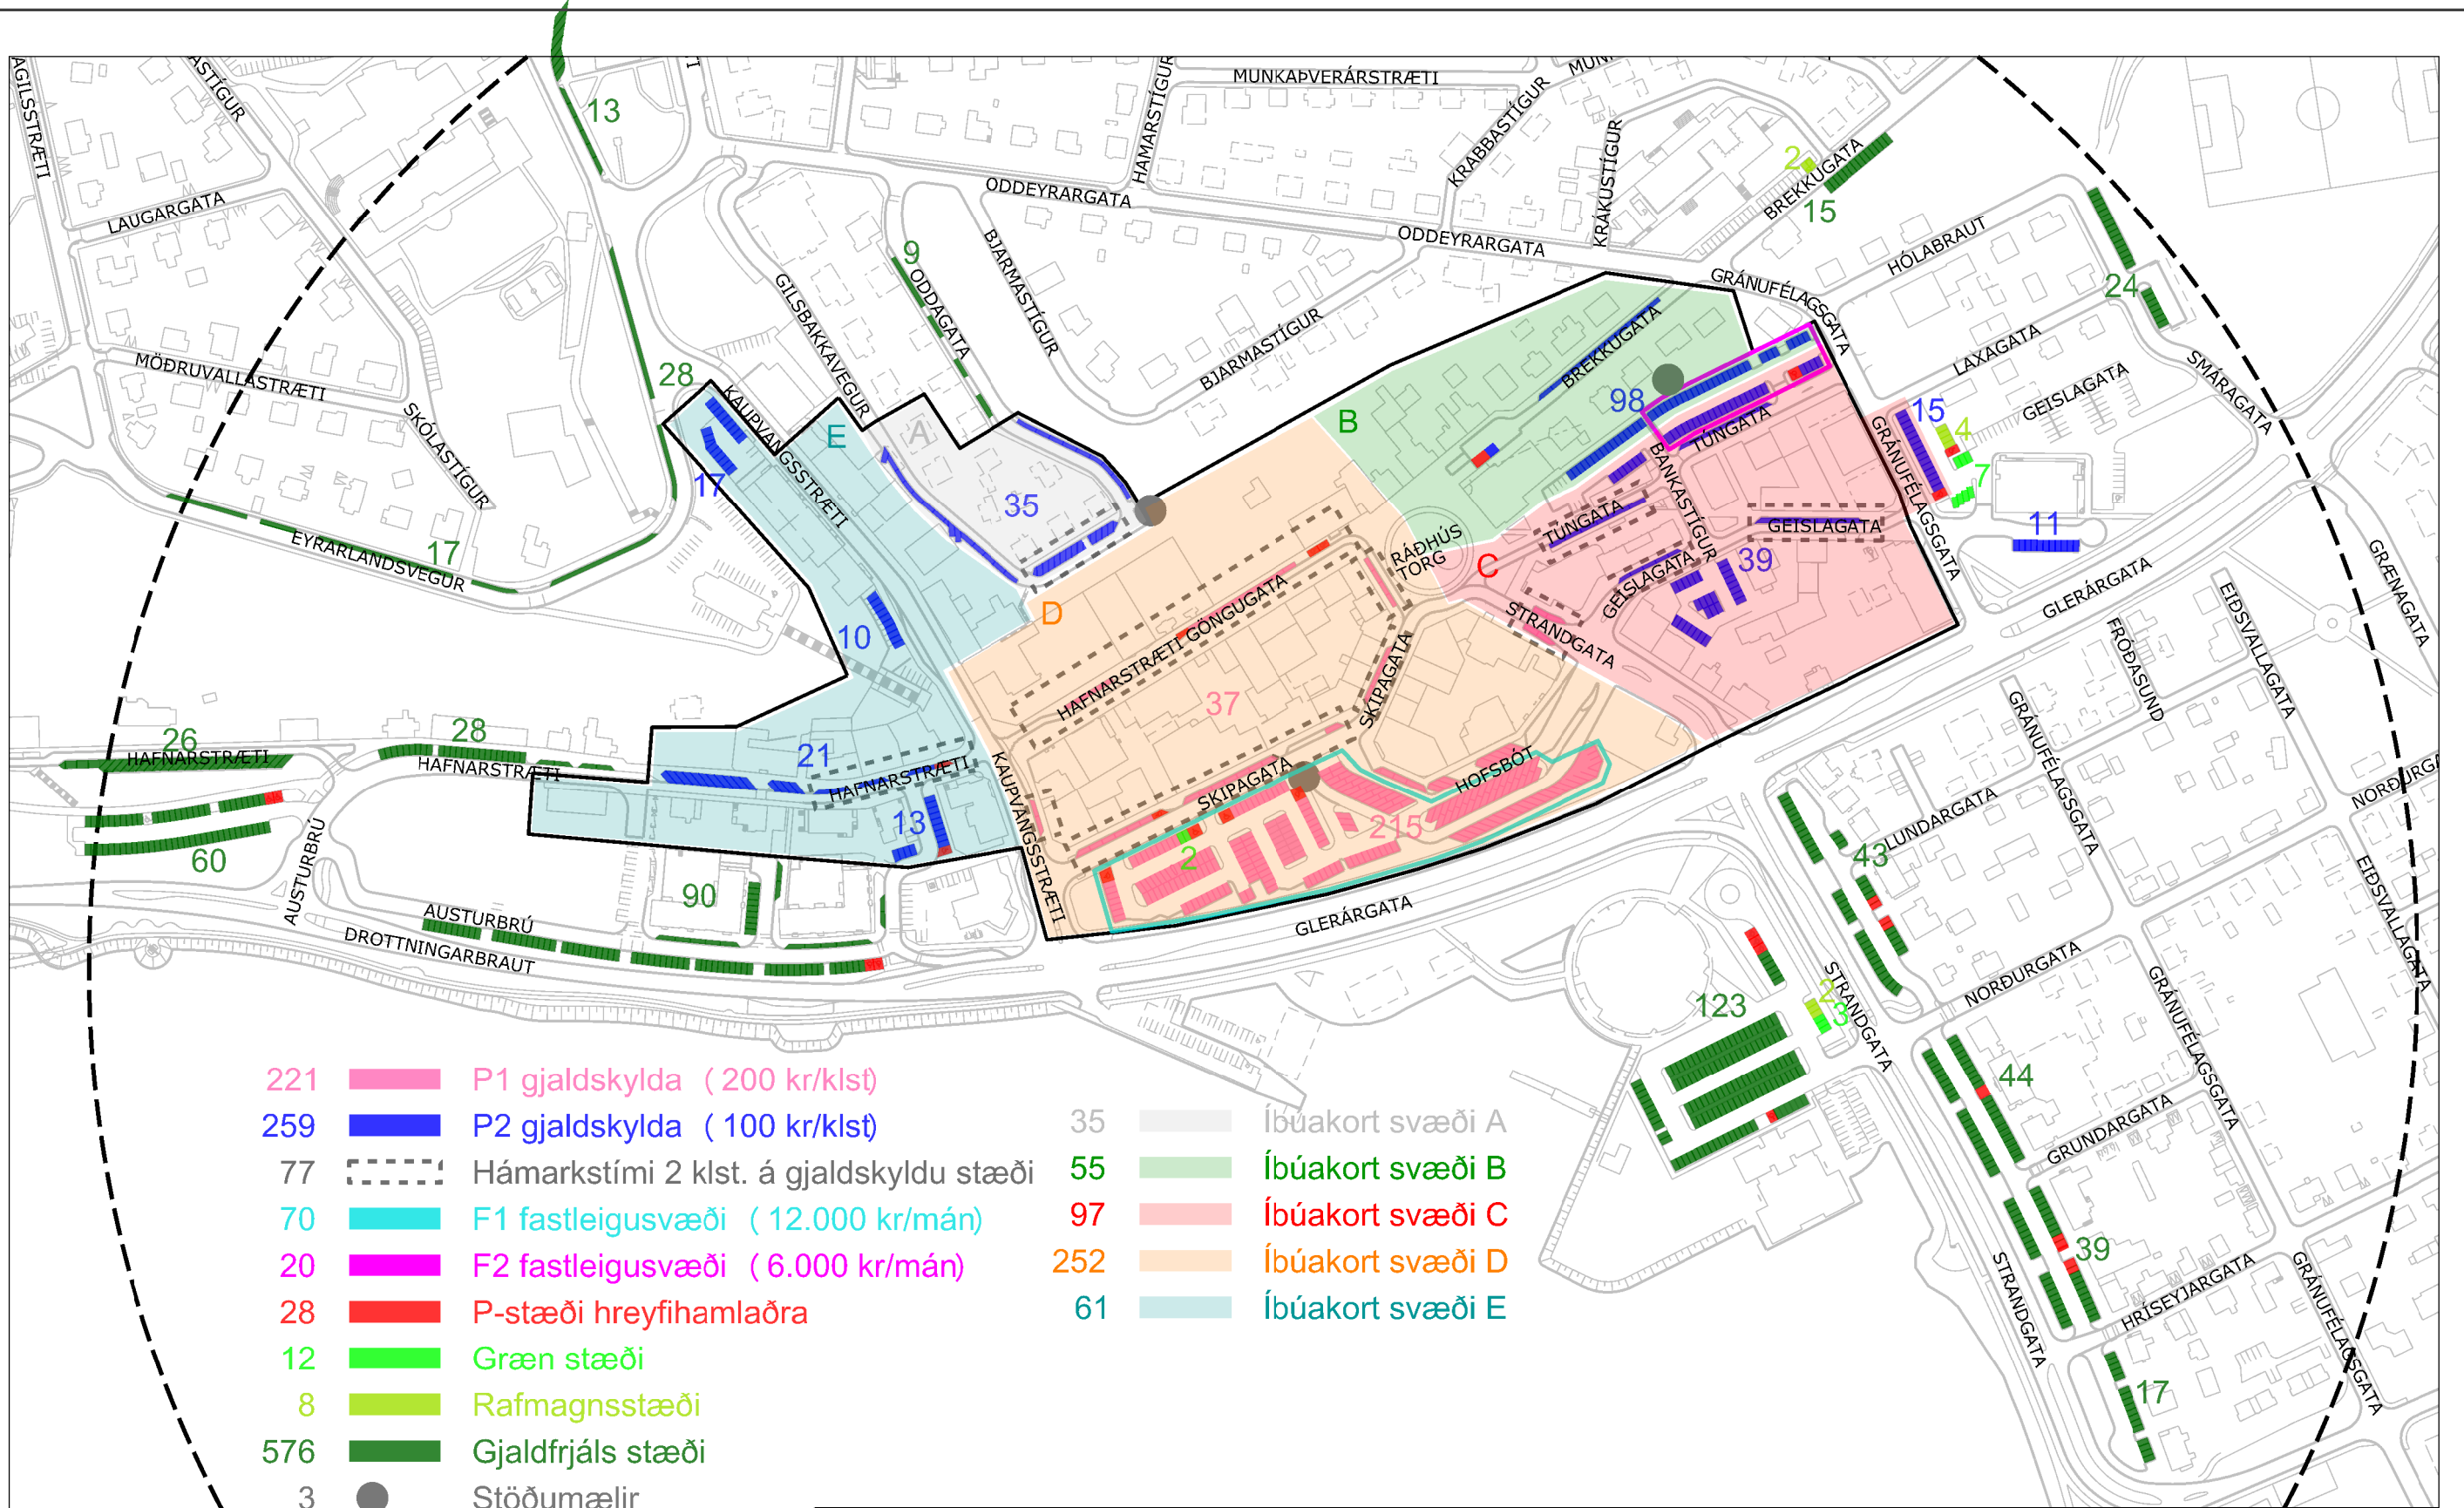 AGILSSTRÆTI
ASTÍGUR
TI
13
HAMARSTÍGUR
MUNKAÞVERÁRSTRÆTI
KRABBASTÍGUR
KRÁKUSTÍGUR
2
BREKKUGATA
15
LAUGARGATA
ODDEYRARGATA
ODDEYRARGATA
9
ODDAGATA
BJARMASTÍGUR
GILSBAKKAVEGUR
BJARMASTÍGUR
GRÁNUFÉLAGSGATA
HÓLABRAUT
24
LAXAGATA
SMÁRAGATA
GEISLAGATA
MÖÐRUVALLASTRÆTI
SKÓLASTÍGUR
28
KAUPVANGSSTRÆTI
17
E
A
35
B
BREKKUGATA
98
TÚNGATA
BANKASTÍGUR
15
4
7
GRÁNUFÉLAGSGATA
11
EYRARLANDSVEGUR
17
RÁÐHÚS
TORG
C
TÚNGATA
GEISLAGATA
GEISLAGATA
39
STRANDGATA
GLERÁRGATA
GRÆNAGATA
EIÐSVALLAGATA
FRÓÐASUND
10
D
HAFNARSTRÆTI GÖNGUGATA
37
SKIPAGATA
GRÁNUFÉLAGSGATA
NORÐURGA
26
HAFNARSTRÆTI
28
HAFNARSTRÆTI
21
HAFNARSTRÆTI
13
KAUPVANGSSTRÆTI
SKIPAGATA
HOFSBÓT
215
2
LUNDARGATA
43
EIÐSVALLAGATA
60
AUSTURBRÚ
90
AUSTURBRÚ
DROTTNINGARBRAUT
GLERÁRGATA
NORÐURGATA
GRÁNUFÉLAGSGATA
STRANDGATA
123
2
3
44
GRUNDARGATA
39
HRÍSEYJARGATA
STRANDGATA
GRÁNUFÉLAGSGATA
17
221 P1 gjaldskylda ( 200 kr/klst)
259 P2 gjaldskylda ( 100 kr/klst)
77 Hámarkstími 2 klst. á gjaldskyldu stæði
70 F1 fastleigusvæði ( 12.000 kr/mán)
20 F2 fastleigusvæði ( 6.000 kr/mán)
28 P-stæði hreyfihamlaðra
12 Græn stæði
8 Rafmagnsstæði
576 Gjaldfrjáls stæði
3 Stöðumælir
35 Íbúakort svæði A
55 Íbúakort svæði B
97 Íbúakort svæði C
252 Íbúakort svæði D
61 Íbúakort svæði E